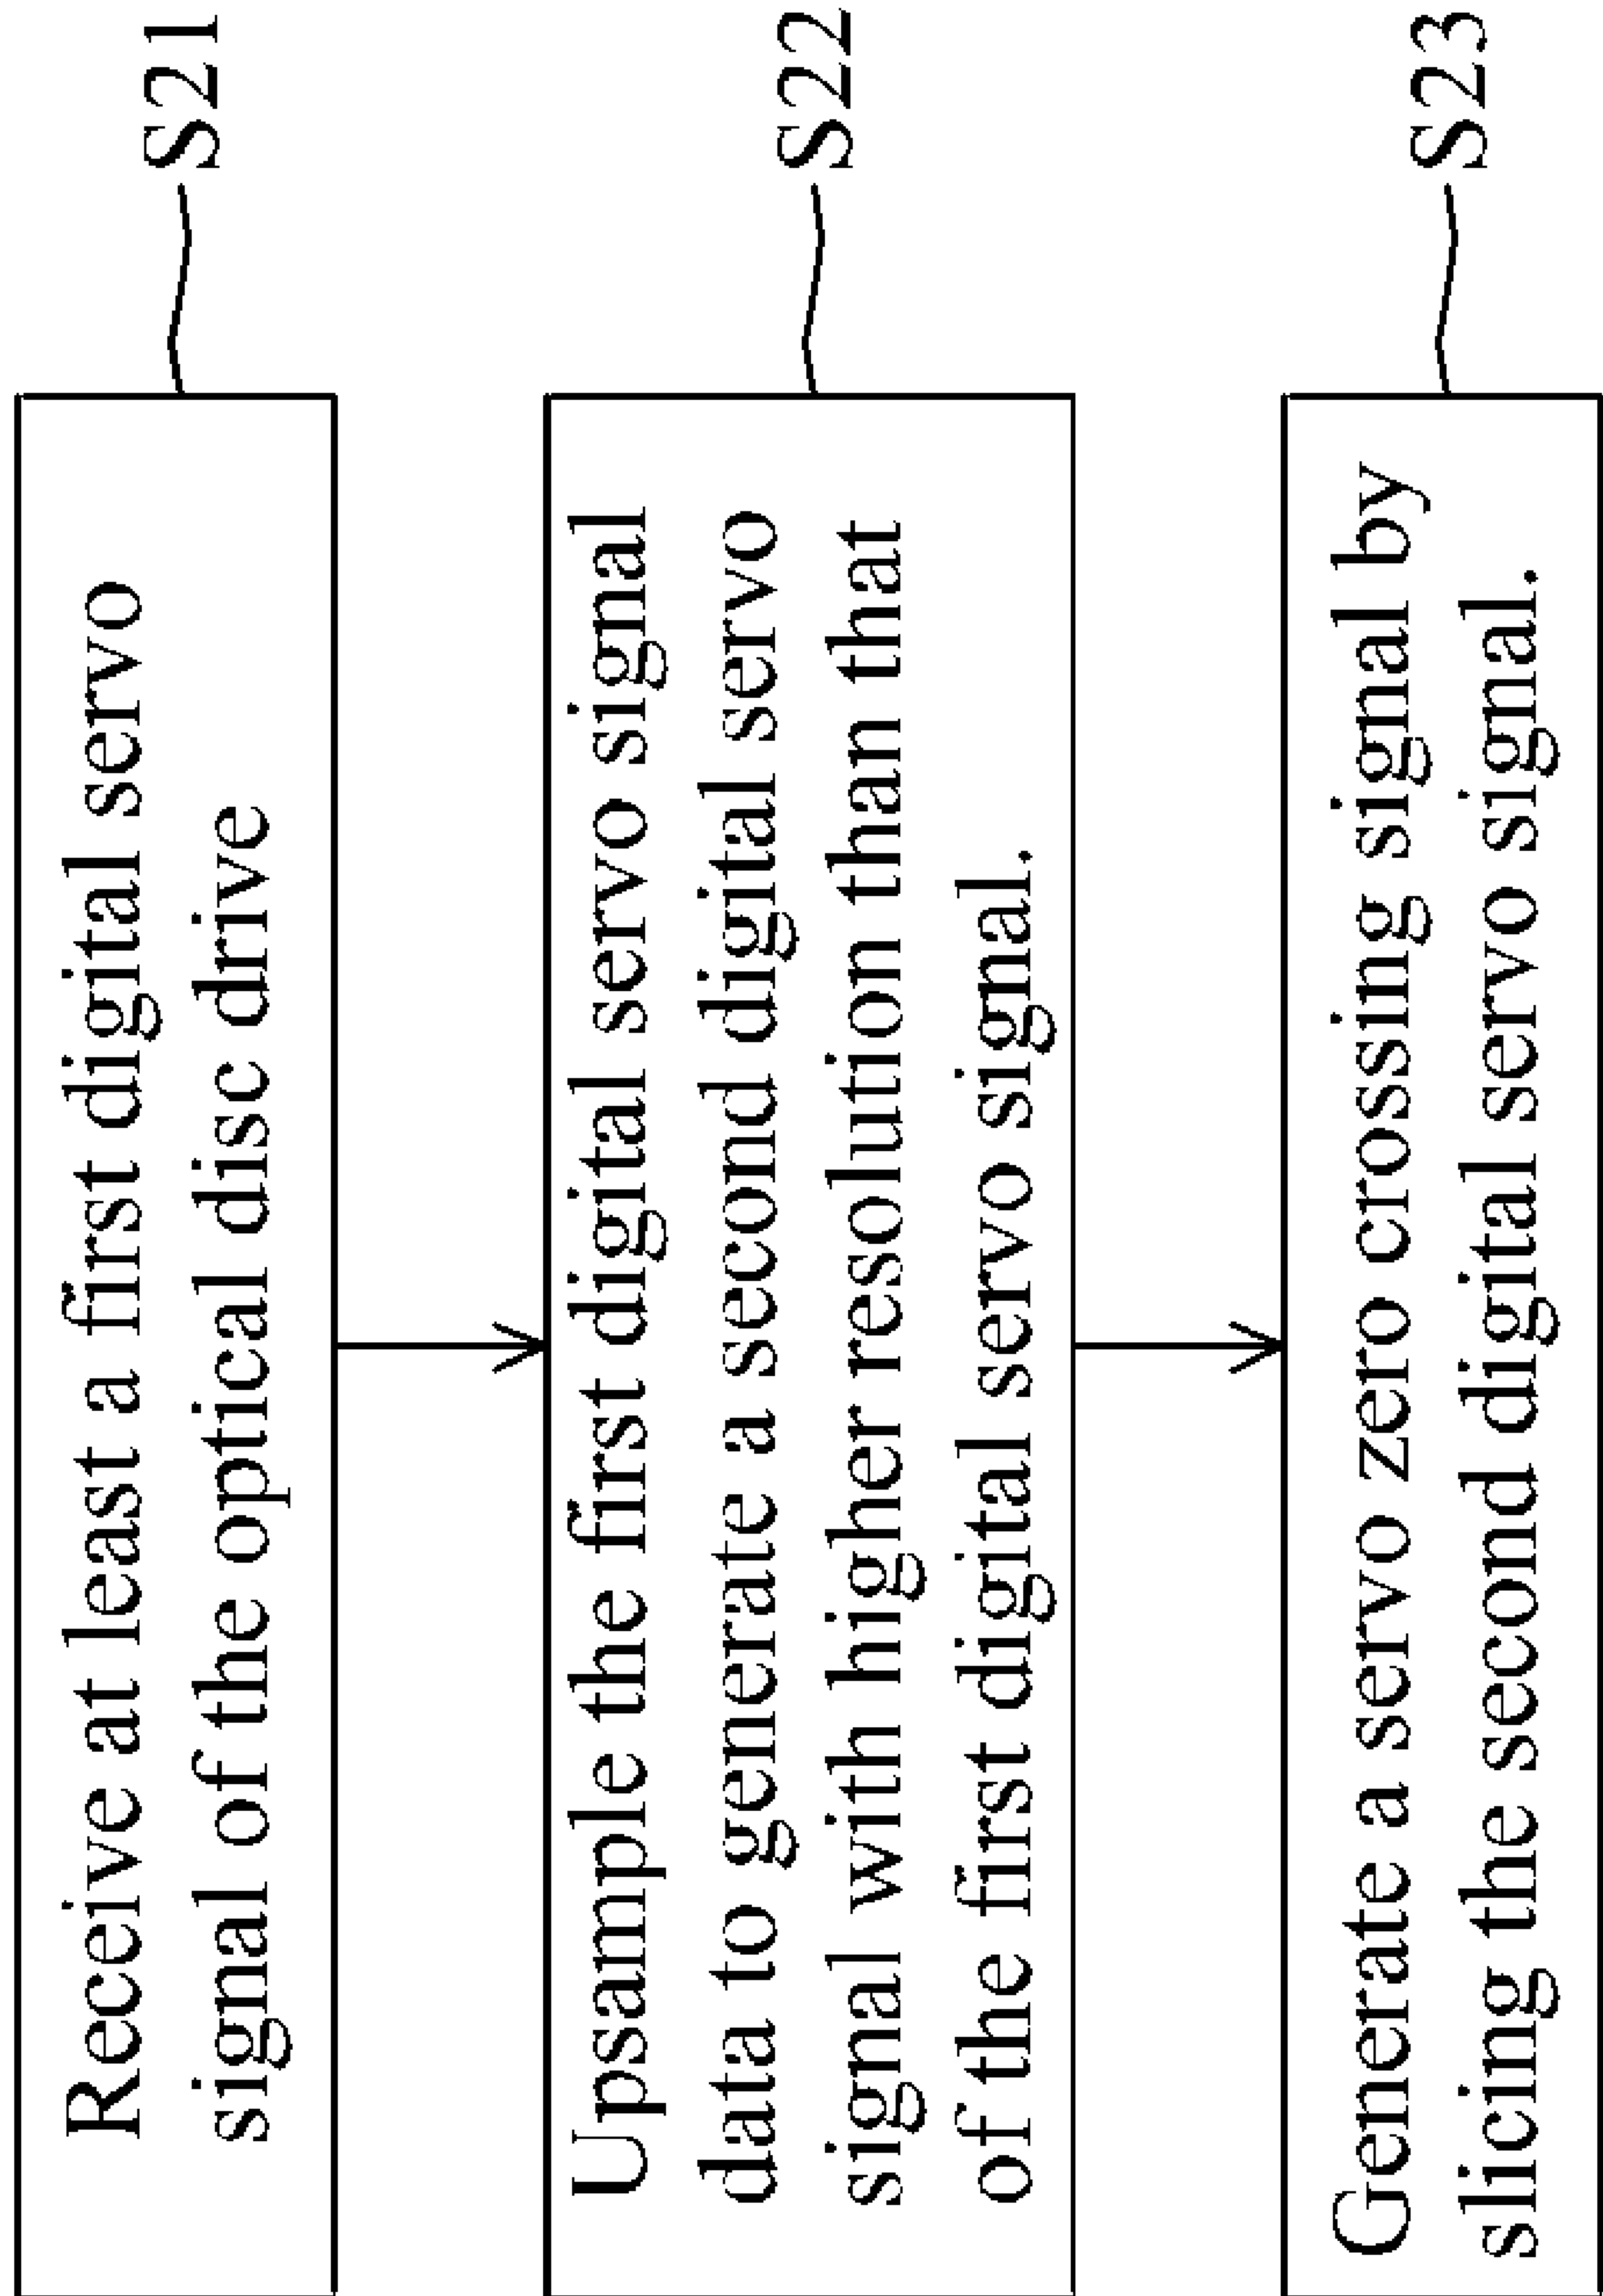 Receive at least a first digital servo
signal of the optical disc drive
S21
Upsample the first digital servo signal
data to generate a second digital servo
signal with higher resolution than that
of the first digital servo signal.
S22
Generate a servo zero crossing signal by
slicing the second digital servo signal.
S23